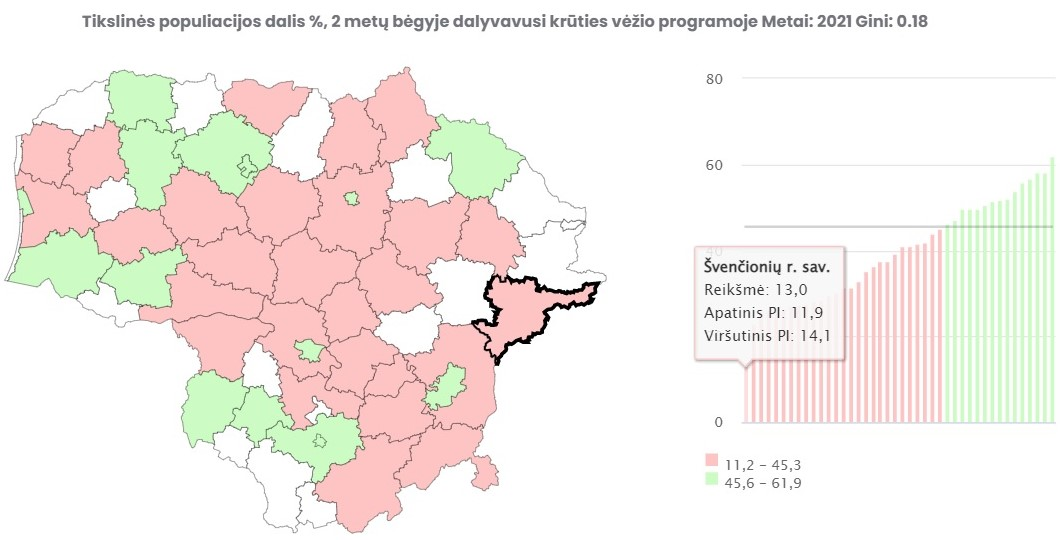 Tikslinės populiacijos dalis %, 2 metų bėgyje dalyvavusi krūties vėžio programoje Metai: 2021 Gini: 0.18
80
60
40
Švenčionių r. sav.
Reikšmė: 13,0
Apatinis PI: 11,9
Viršutinis PI: 14,1
0
11,2 – 45,3
45,6 – 61,9